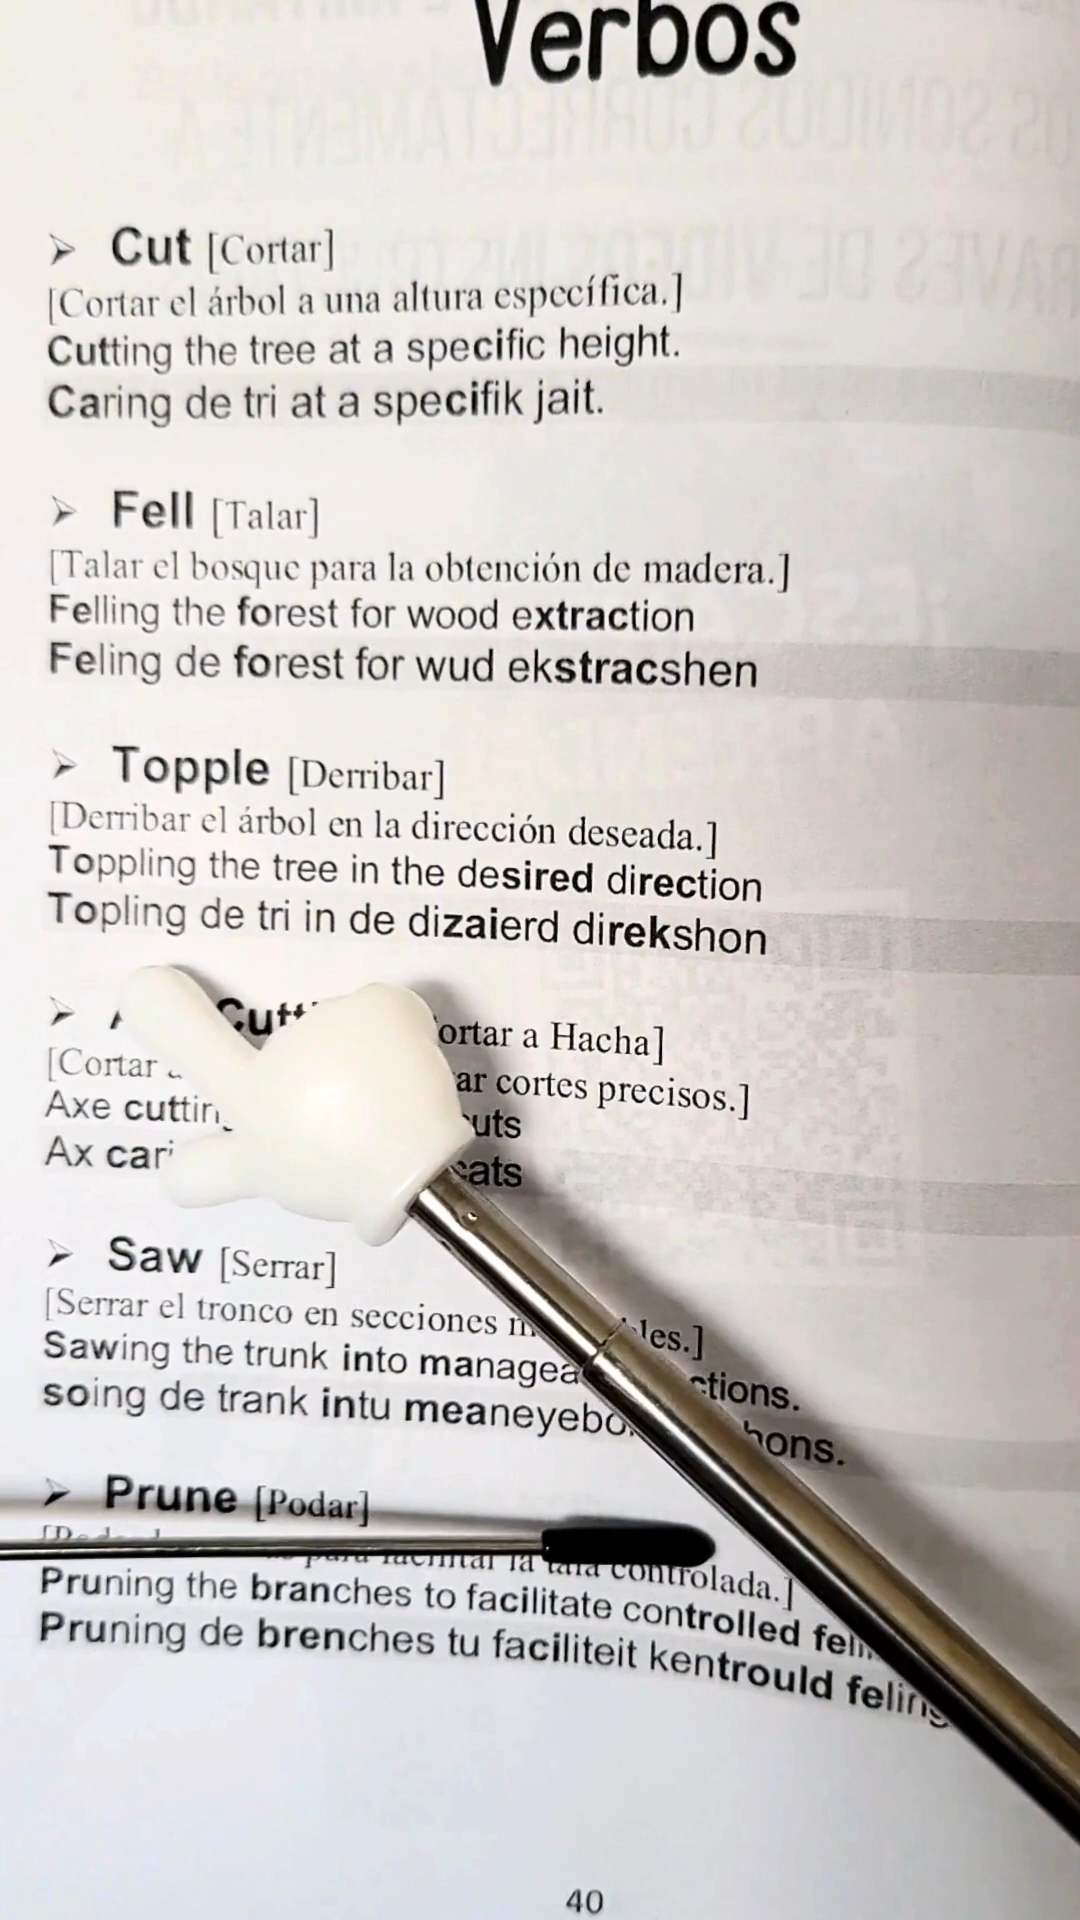 Verbos
➢ Cut [Cortar]
[Cortar el árbol a una altura específica.]
Cutting the tree at a specific height.
Caring de tri at a specifik jait.
➢ Fell [Talar]
[Talar el bosque para la obtención de madera.]
Felling the forest for wood extraction
Feling de forest for wud ekstracshen
➢ Topple [Derribar]
[Derribar el árbol en la dirección deseada.]
Toppling the tree in the desired direction
Topling de tri in de dizaierd direkshon
➢ a Hacha]
[Cortar cortes precisos.]
Axe
Ax
➢ Saw [Serrar]
[Serrar el tronco en secciones
Sawing the trunk into
soing de trank intu
➢ Prune [Podar]
la controlada.]
Pruning the branches to facilitate controlled
Pruning de brenches tu faciliteit kentrould feling
40